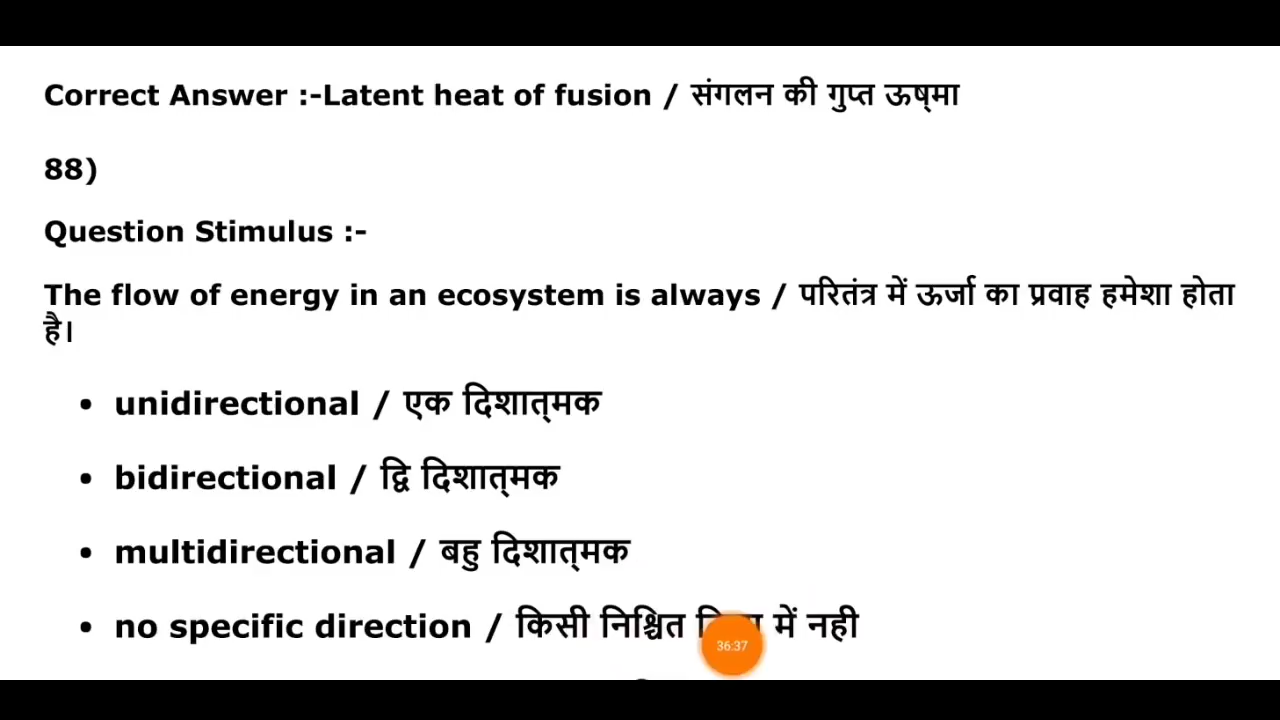 Correct Answer :-Latent heat of fusion / संगलन की गुप्त ऊष्मा
88)
Question Stimulus :-
The flow of energy in an ecosystem is always / परितंत्र में ऊर्जा का प्रवाह हमेशा होता
है।
• unidirectional / एक दिशात्मक
• bidirectional / द्वि दिशात्मक
• multidirectional / बहु दिशात्मक
• no specific direction / किसी निश्चित में नही
36:37